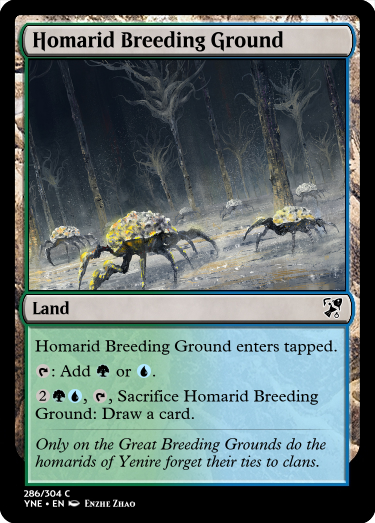 Homarid Breeding Ground
Land
Homarid Breeding Ground enters tapped.
: Add or .
2 , , Sacrifice Homarid Breeding
Ground: Draw a card.
Only on the Great Breeding Grounds do the
homarids of Yenire forget their ties to clans.
286/304 C
YNE • EN Enzhe Zhao